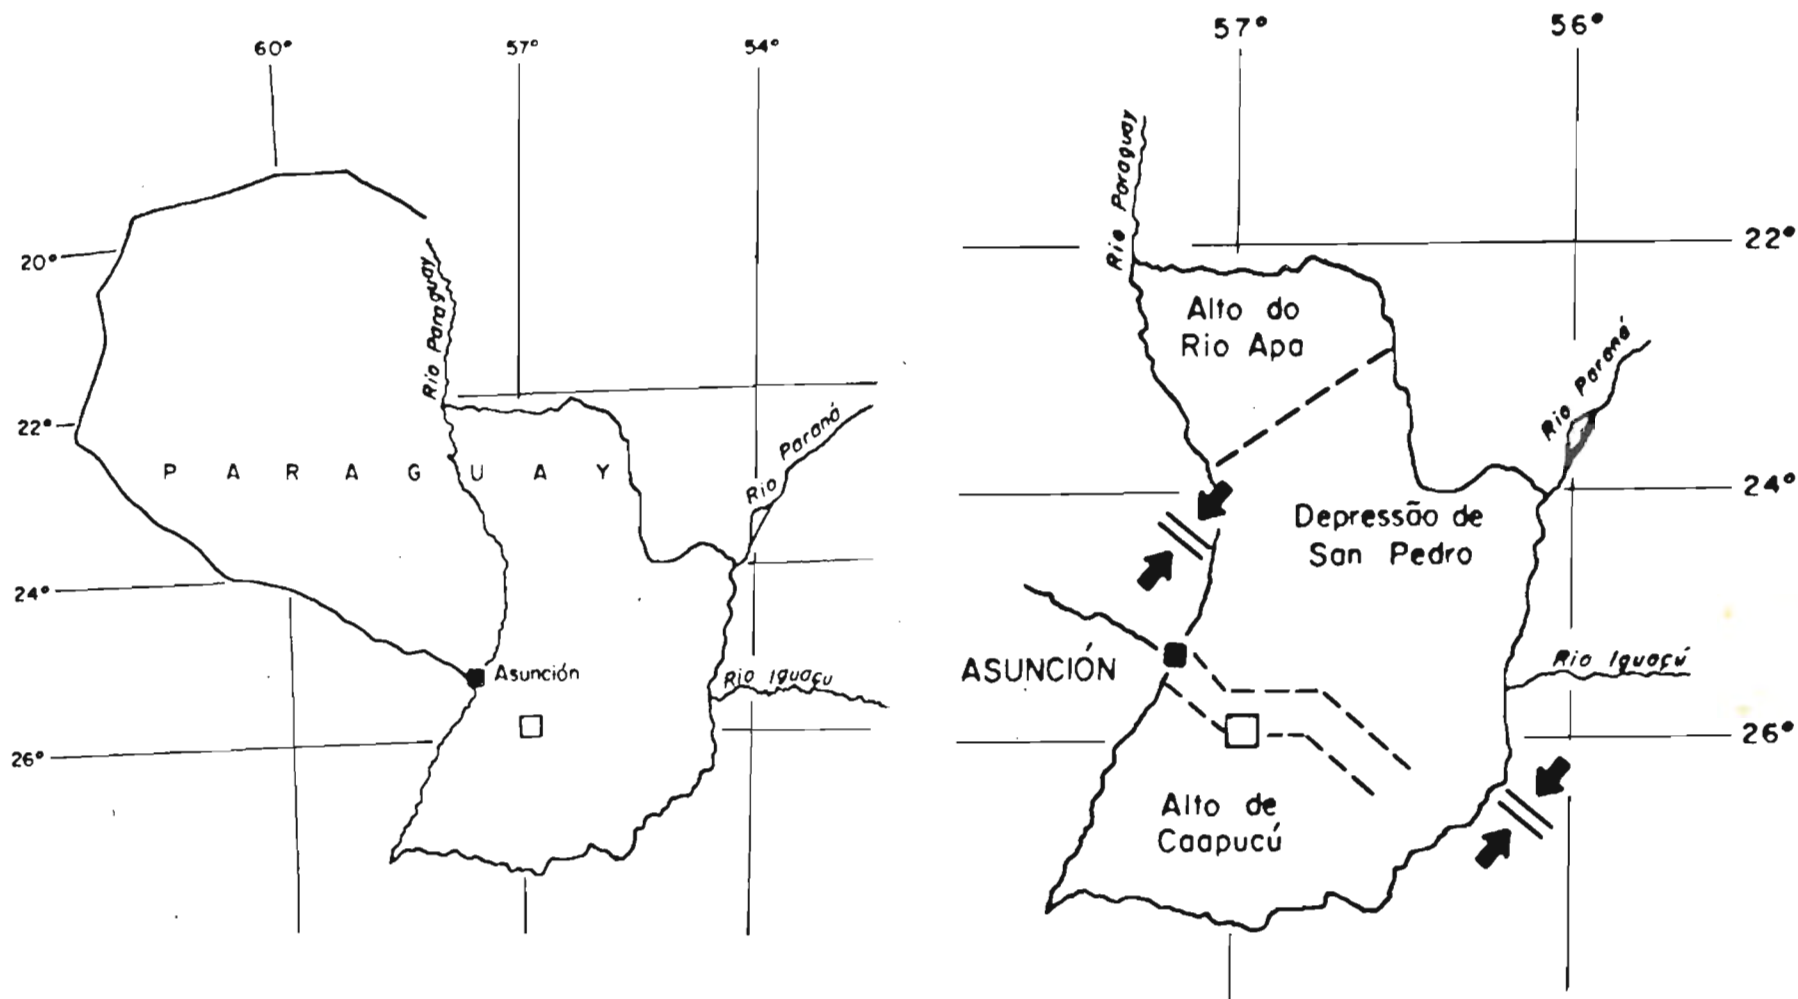 60°
57°
54°
20°
Rio Paraguay
22°
PARAGUAY
Rio Paraná
24°
Asunción
Rio Iguaçu
26°
57°
56°
Rio Paraguay
22°
Alto do
Rio Apa
Rio Paraná
24°
Depressão de
San Pedro
ASUNCIÓN
Rio Iguaçú
26°
Alto de
Caapucú